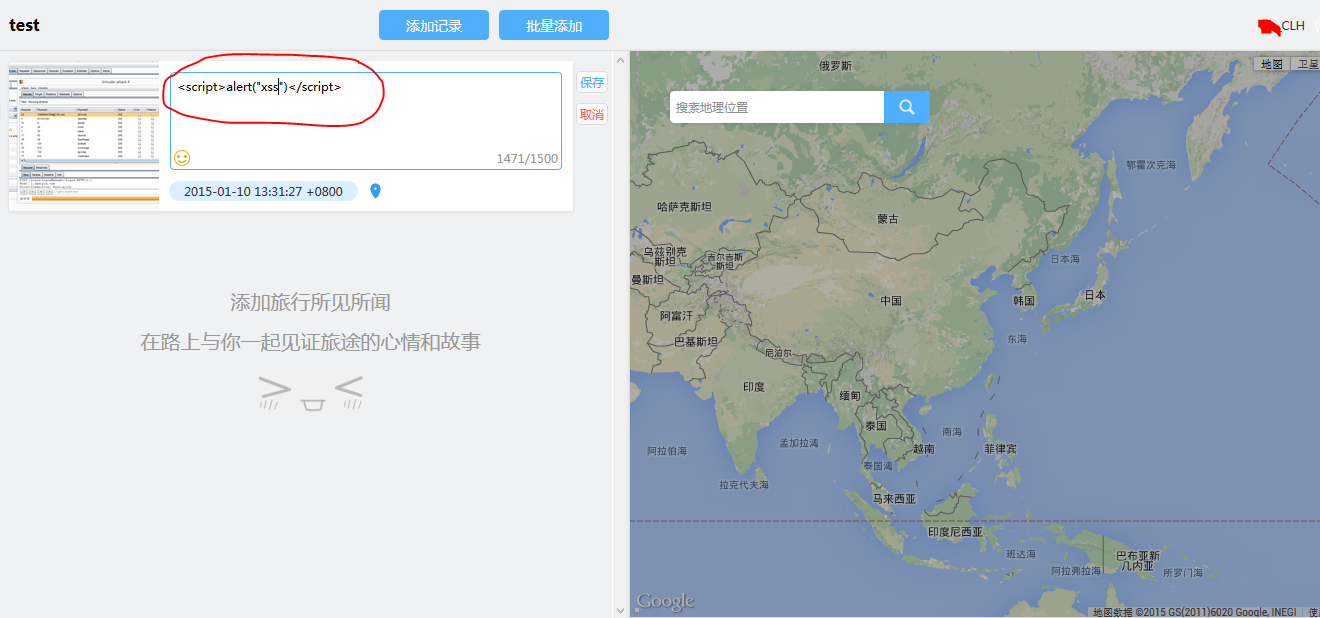 test
添加记录
批量添加
CLH
<script>alert("xss")</script>
1471/1500
保存
取消
2015-01-10 13:31:27 +0800
添加旅行所见所闻
在路上与你一起见证旅途的心情和故事
搜索地理位置
地图
卫星
俄罗斯
鄂霍次克海
哈萨克斯坦
蒙古
乌兹别克
斯坦
吉尔吉斯
斯坦
日本海
中国
韩国
日本
阿富汗
巴基斯坦
东海
尼泊尔
印度
缅甸
泰国
南海
孟加拉湾
阿拉伯海
越南
菲律宾
泰国湾
拉克代夫海
马来西亚
印度尼西亚
班达海
巴布亚新
几内亚
阿拉弗拉海
所罗门海
Google
地图数据 ©2015 GS(2011)6020 Google, INEGI